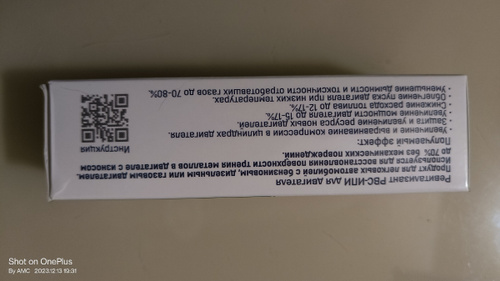 Ревитализант РВС-ИПИ для двигателя
Продукт для легковых автомобилей с бензиновым, дизельным, или газовым двигателем.
Используется для восстановления поверхности трения металлов в двигателе с износом
до 70% без механических повреждений.
Получаемый эффект:
· Увеличение и выравнивание компрессии в цилиндрах двигателя.
· Защита и увеличение ресурса новых двигателей.
· Увеличение мощности двигателя до 15-17%.
· Снижение расхода топлива до 12-17%.
· Облегчение пуска двигателя при низких температурах.
· Уменьшение дымности и токсичности отработавших газов до 70-80%.
Инструкция
Shot on OnePlus
By AMC 2023.12.13 19:31